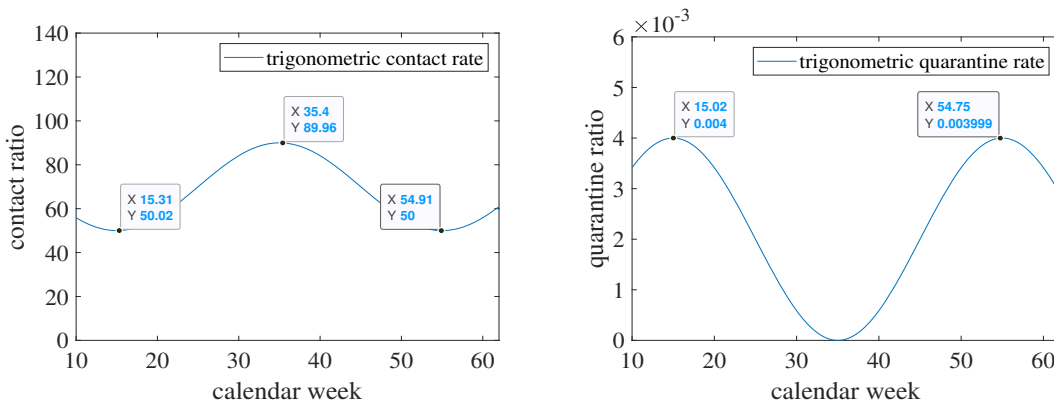 140
120
100
80
60
40
20
0
10 20 30 40 50 60
contact ratio
calendar week
trigonometric contact rate
X 35.4
Y 89.96
X 15.31
Y 50.02
X 54.91
Y 50
×10⁻³
6
5
4
3
2
1
0
10 20 30 40 50 60
quarantine ratio
calendar week
trigonometric quarantine rate
X 15.02
Y 0.004
X 54.75
Y 0.003999